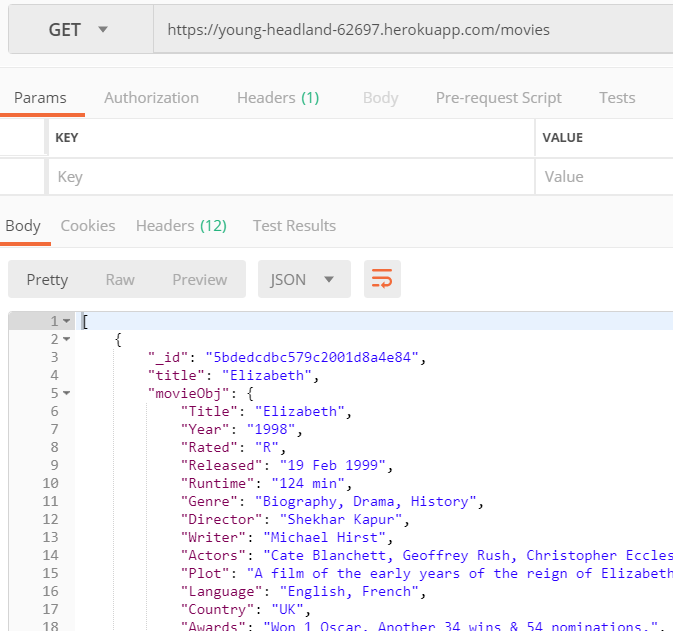 GET https://young-headland-62697.herokuapp.com/movies
Params Authorization Headers (1) Body Pre-request Script Tests
KEY VALUE
Key Value
Body Cookies Headers (12) Test Results
Pretty Raw Preview JSON
1 [
2 {
3 "_id": "5bdedcdbc579c2001d8a4e84",
4 "title": "Elizabeth",
5 "movieObj": {
6 "Title": "Elizabeth",
7 "Year": "1998",
8 "Rated": "R",
9 "Released": "19 Feb 1999",
10 "Runtime": "124 min",
11 "Genre": "Biography, Drama, History",
12 "Director": "Shekhar Kapur",
13 "Writer": "Michael Hirst",
14 "Actors": "Cate Blanchett, Geoffrey Rush, Christopher Eccles
15 "Plot": "A film of the early years of the reign of Elizabeth
16 "Language": "English, French",
17 "Country": "UK",
18 "Awards": "Won 1 Oscar. Another 34 wins & 54 nominations.",